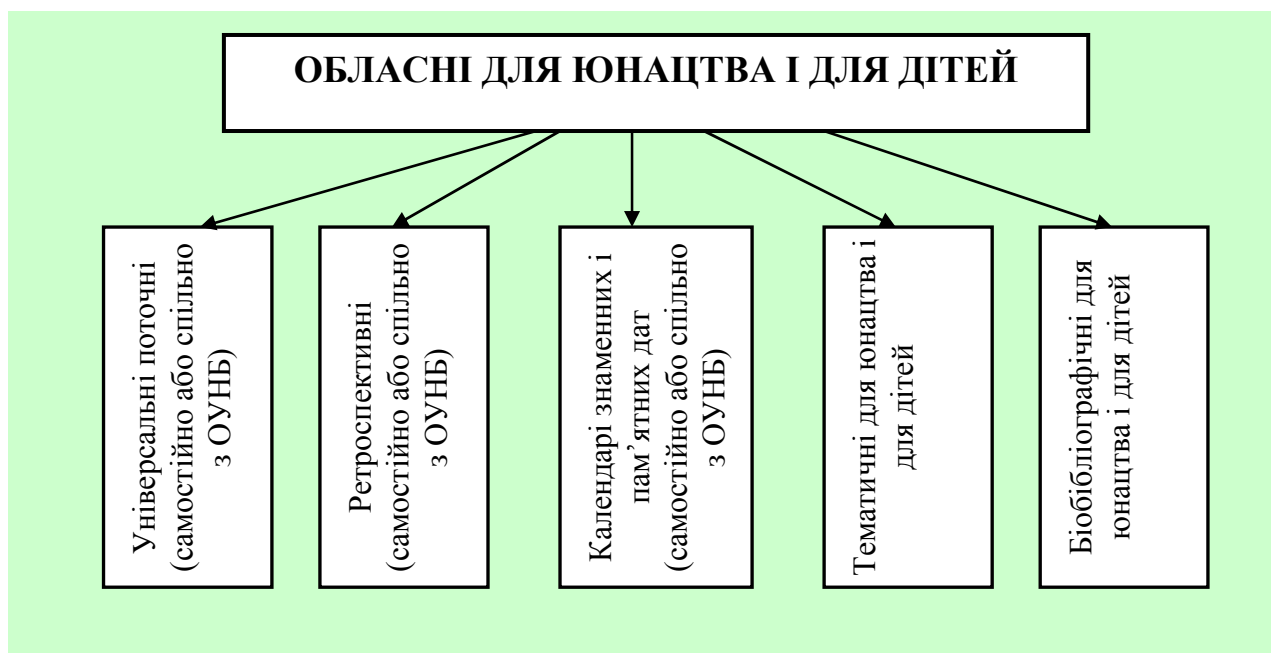 ОБЛАСНІ ДЛЯ ЮНАЦТВА І ДЛЯ ДІТЕЙ
Універсальні поточні
(самостійно або спільно
з ОУНБ)
Ретроспективні
(самостійно або спільно
з ОУНБ)
Календарі знаменних і
пам’ятних дат
(самостійно або спільно
з ОУНБ)
Тематичні для юнацтва і
для дітей
Біобібліографічні для
юнацтва і для дітей